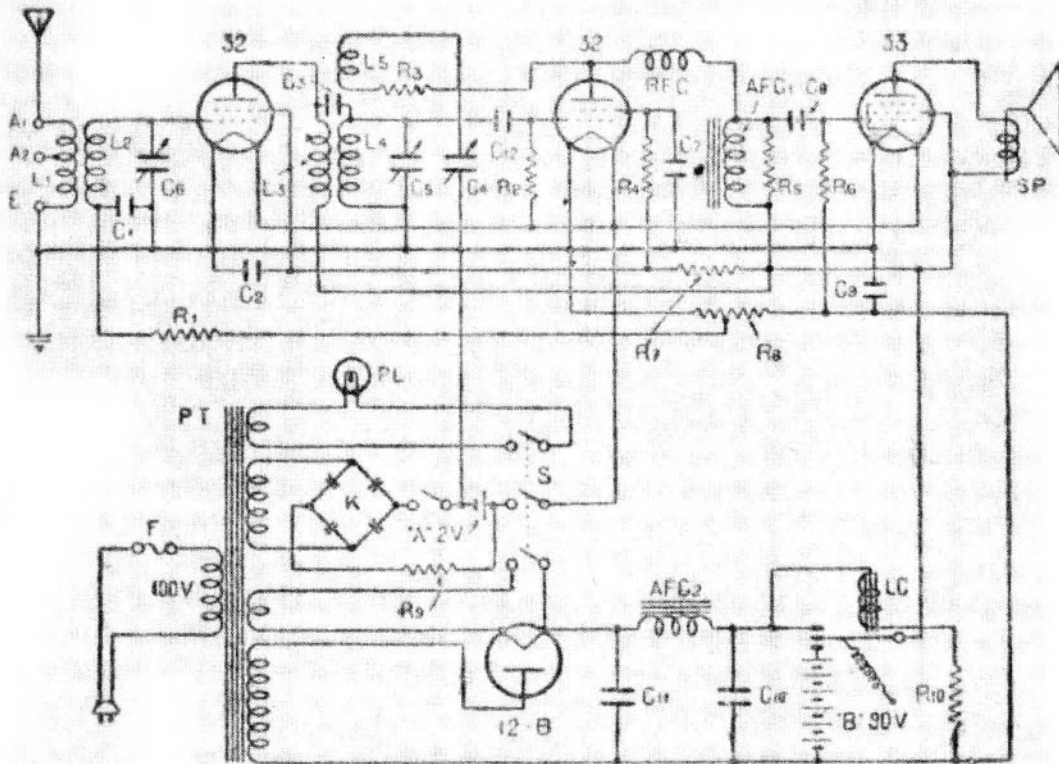 32
32
33
L5
R3
C3
RFC
AFC1
C8
A1
L2
A2
L1
C6
L3
L4
C5
C4
C12
R2
R4
C7
R5
R6
SP
E
C1
C2
C9
R1
R7
R8
PL
PT
S
"A"2V
F
100V
R9
AFC2
LC
12-B
C11
C10
"B"90V
R10